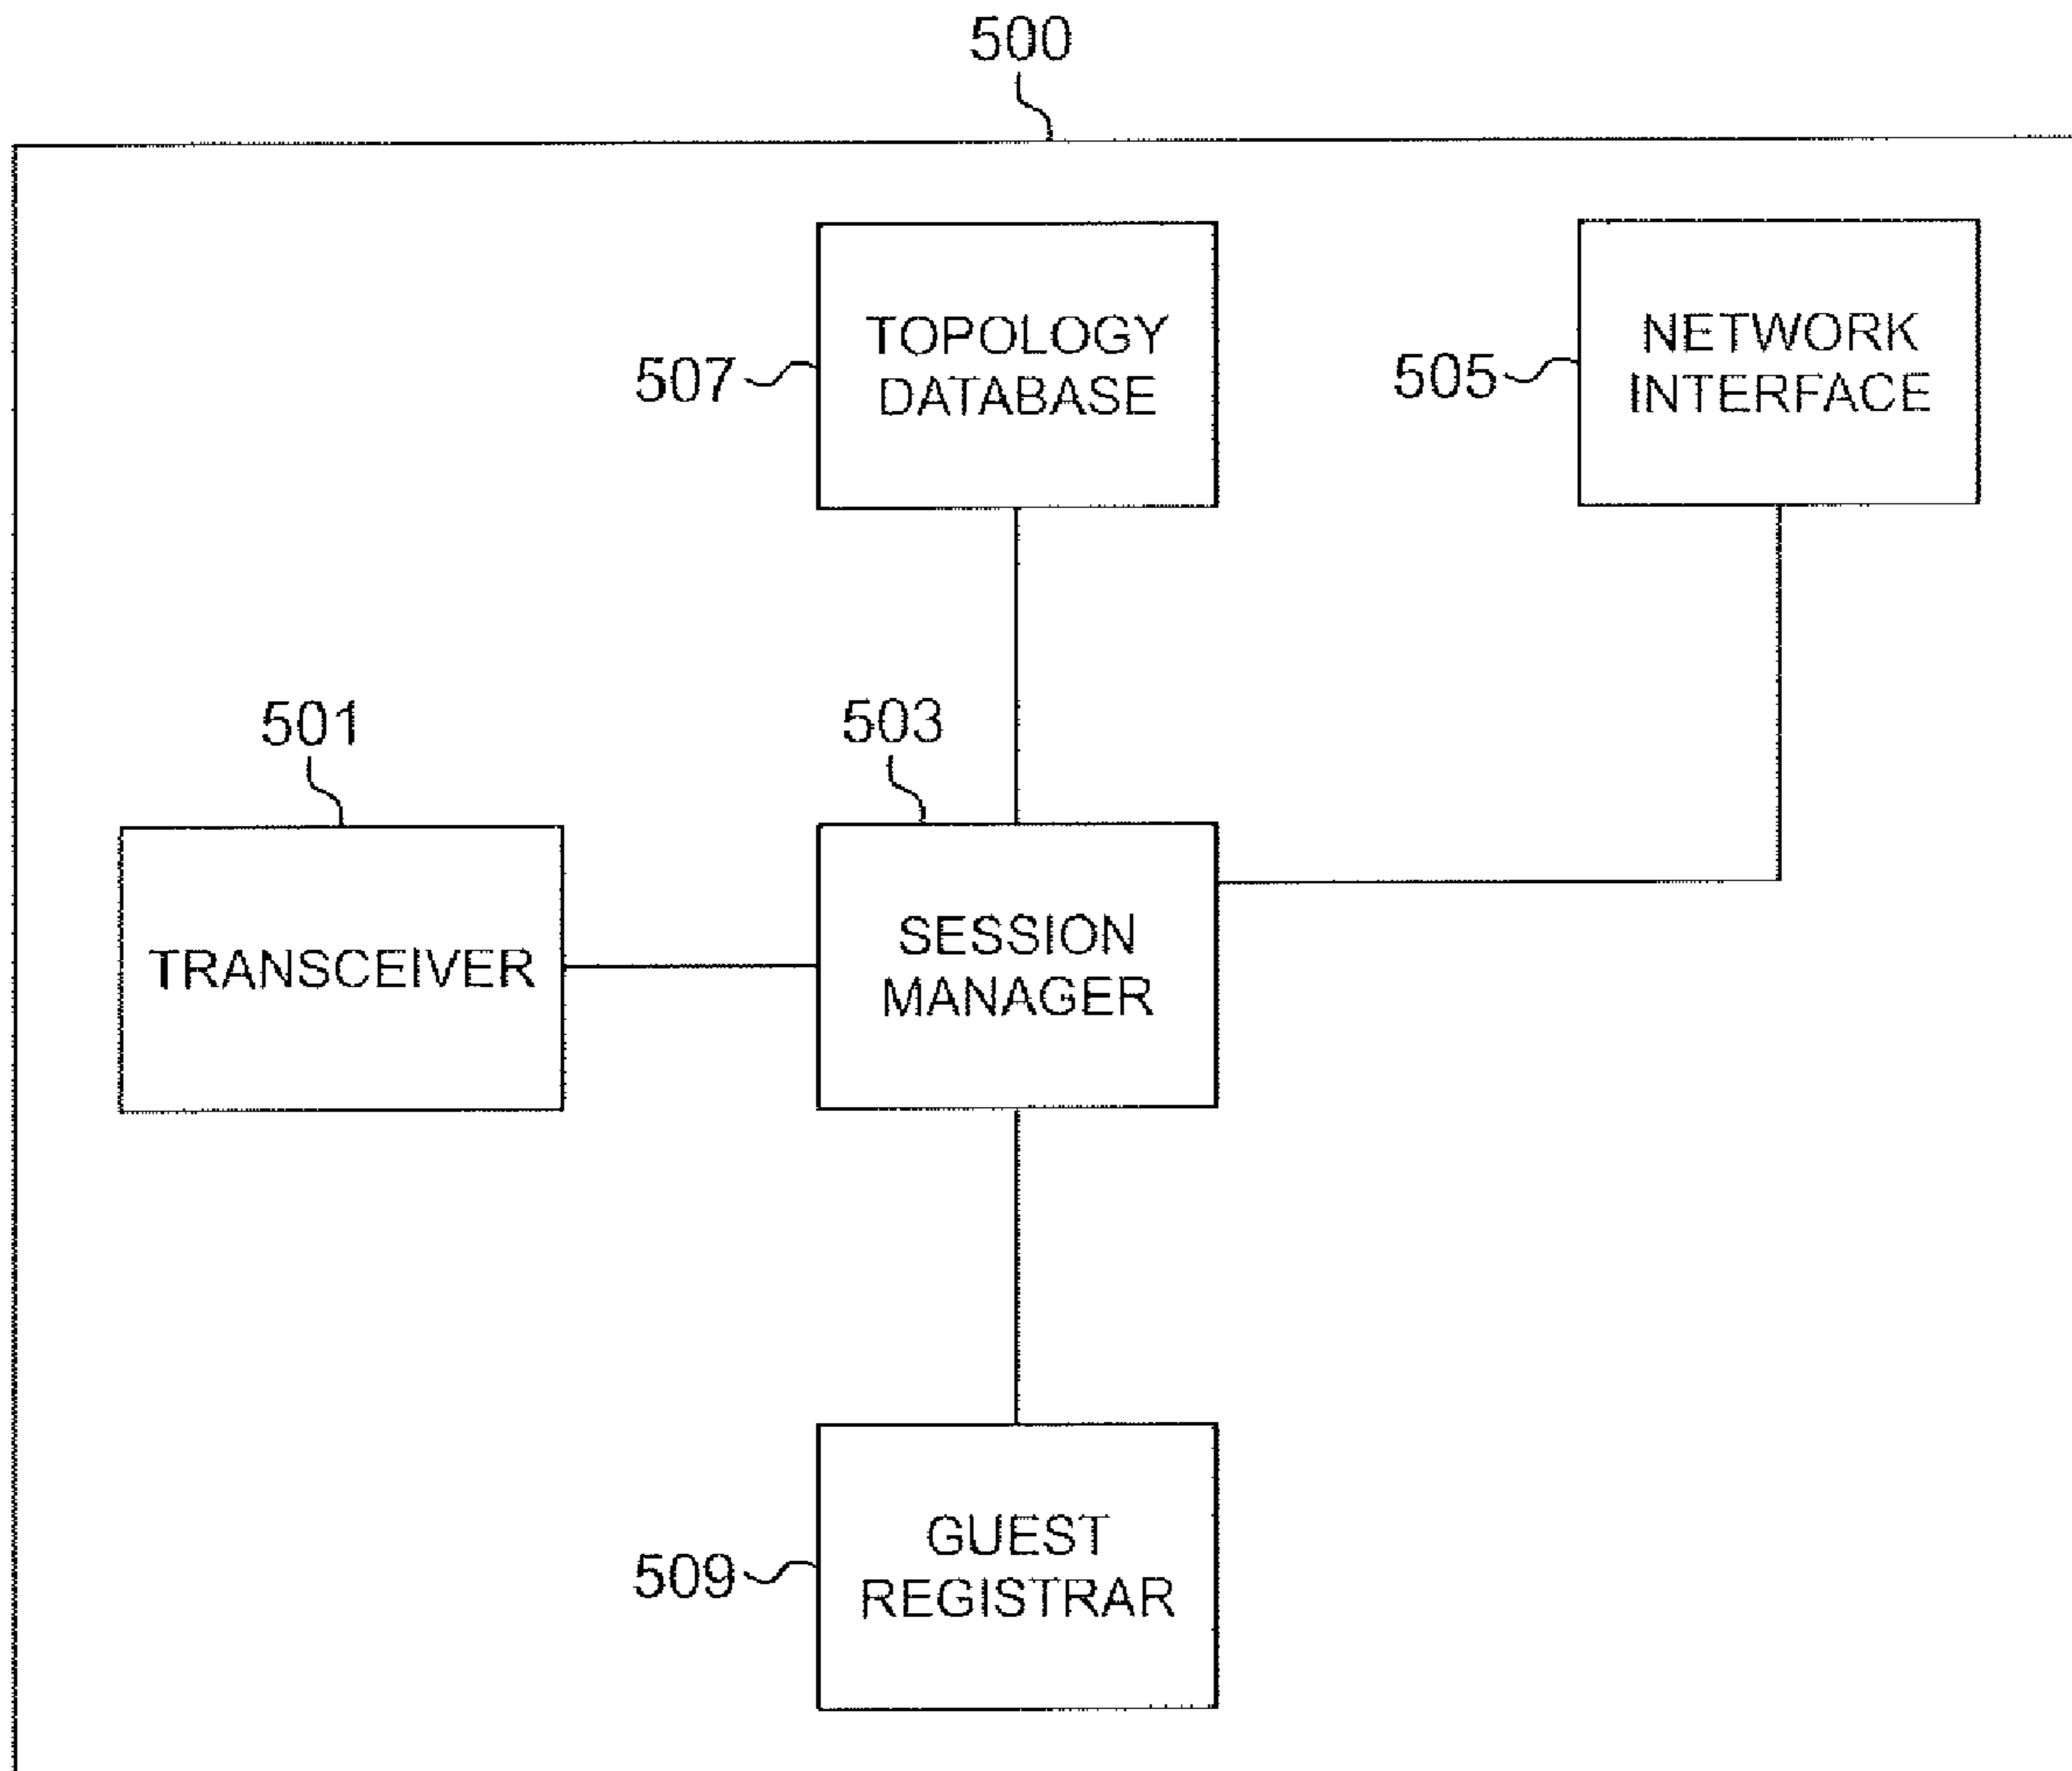 500
TOPOLOGY
DATABASE
507
NETWORK
INTERFACE
505
501
503
TRANSCEIVER
SESSION
MANAGER
GUEST
REGISTRAR
509